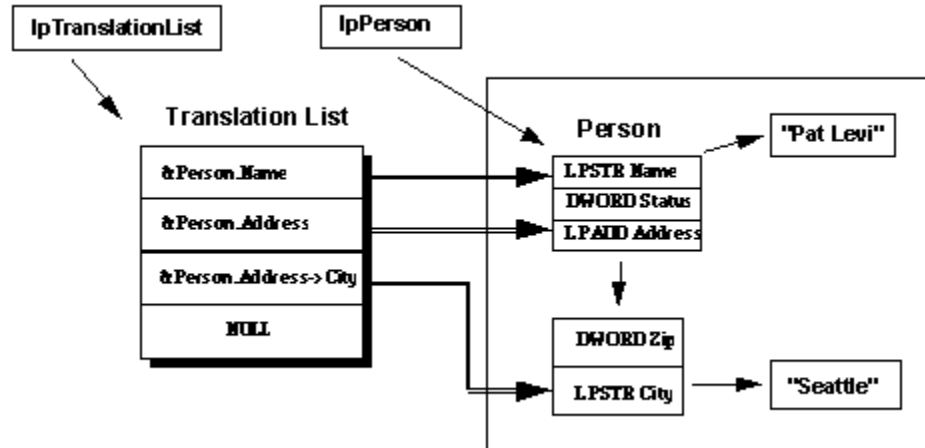 lpTranslationList
lpPerson
Translation List
&Person.Name
&Person.Address
&Person.Address->City
NULL
Person
LPSTR Name
DWORD Status
LPADD Address
"Pat Levi"
DWORD Zip
LPSTR City
"Seattle"